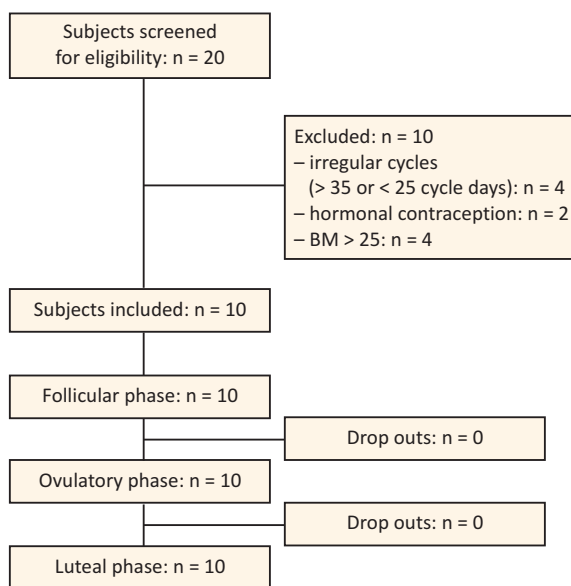 Subjects screened
for eligibility: n = 20
Excluded: n = 10
– irregular cycles
(> 35 or < 25 cycle days): n = 4
– hormonal contraception: n = 2
– BM > 25: n = 4
Subjects included: n = 10
Follicular phase: n = 10
Drop outs: n = 0
Ovulatory phase: n = 10
Drop outs: n = 0
Luteal phase: n = 10